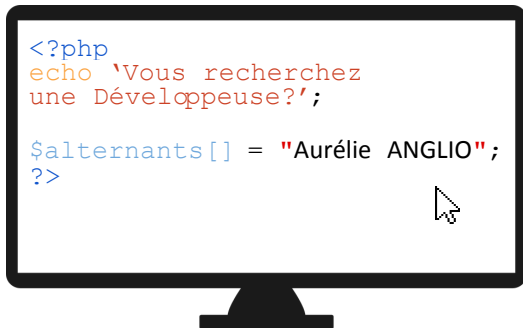 <?php
echo ‘Vous recherchez
une Développeuse?’;
$alternants[] = "Aurélie ANGLIO";
?>